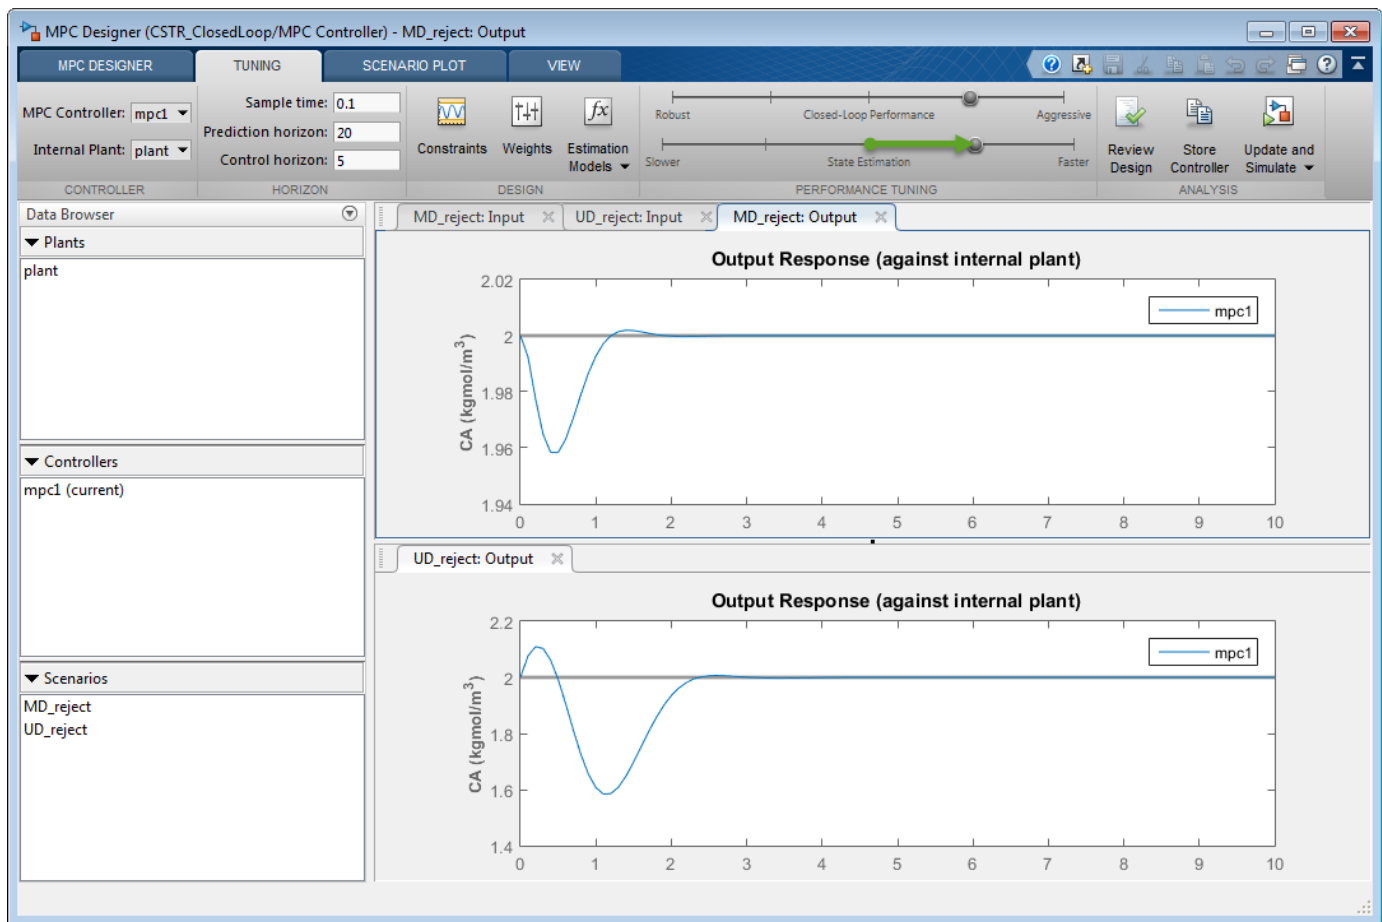 MPC Designer (CSTR_ClosedLoop/MPC Controller) - MD_reject: Output
MPC DESIGNER TUNING SCENARIO PLOT VIEW
MPC Controller: mpc1
Internal Plant: plant
CONTROLLER
Sample time: 0.1
Prediction horizon: 20
Control horizon: 5
HORIZON
Constraints Weights Estimation Models
DESIGN
Robust Closed-Loop Performance Aggressive
Slower State Estimation Faster
PERFORMANCE TUNING
Review Design Store Controller Update and Simulate
ANALYSIS
Data Browser
Plants
plant
Controllers
mpc1 (current)
Scenarios
MD_reject
UD_reject
MD_reject: Input UD_reject: Input MD_reject: Output
Output Response (against internal plant)
CA (kgmol/m³)
2.02
2
1.98
1.96
1.94
0 1 2 3 4 5 6 7 8 9 10
mpc1
UD_reject: Output
Output Response (against internal plant)
CA (kgmol/m³)
2.2
2
1.8
1.6
1.4
0 1 2 3 4 5 6 7 8 9 10
mpc1